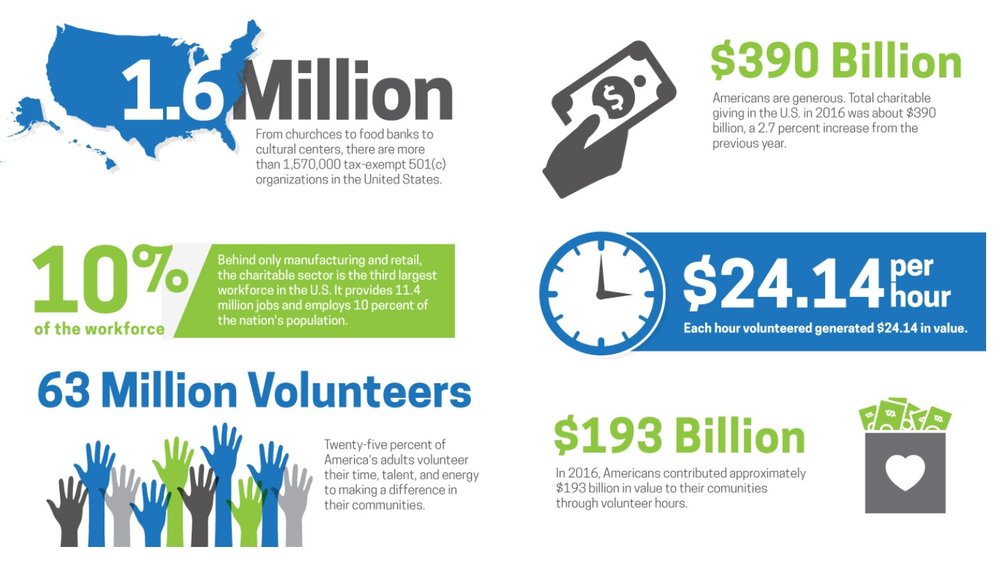 1.6 Million
From churchces to food banks to
cultural centers, there are more
than 1,570,000 tax-exempt 501(c)
organizations in the United States.
$390 Billion
Americans are generous. Total charitable
giving in the U.S. in 2016 was about $390
billion, a 2.7 percent increase from the
previous year.
10%
of the workforce
Behind only manufacturing and retail,
the charitable sector is the third largest
workforce in the U.S. It provides 11.4
million jobs and employs 10 percent of
the nation's population.
$24.14 per
hour
Each hour volunteered generated $24.14 in value.
63 Million Volunteers
Twenty-five percent of
America's adults volunteer
their time, talent, and energy
to making a difference in
their communities.
$193 Billion
In 2016, Americans contributed approximately
$193 billion in value to their comunities
through volunteer hours.